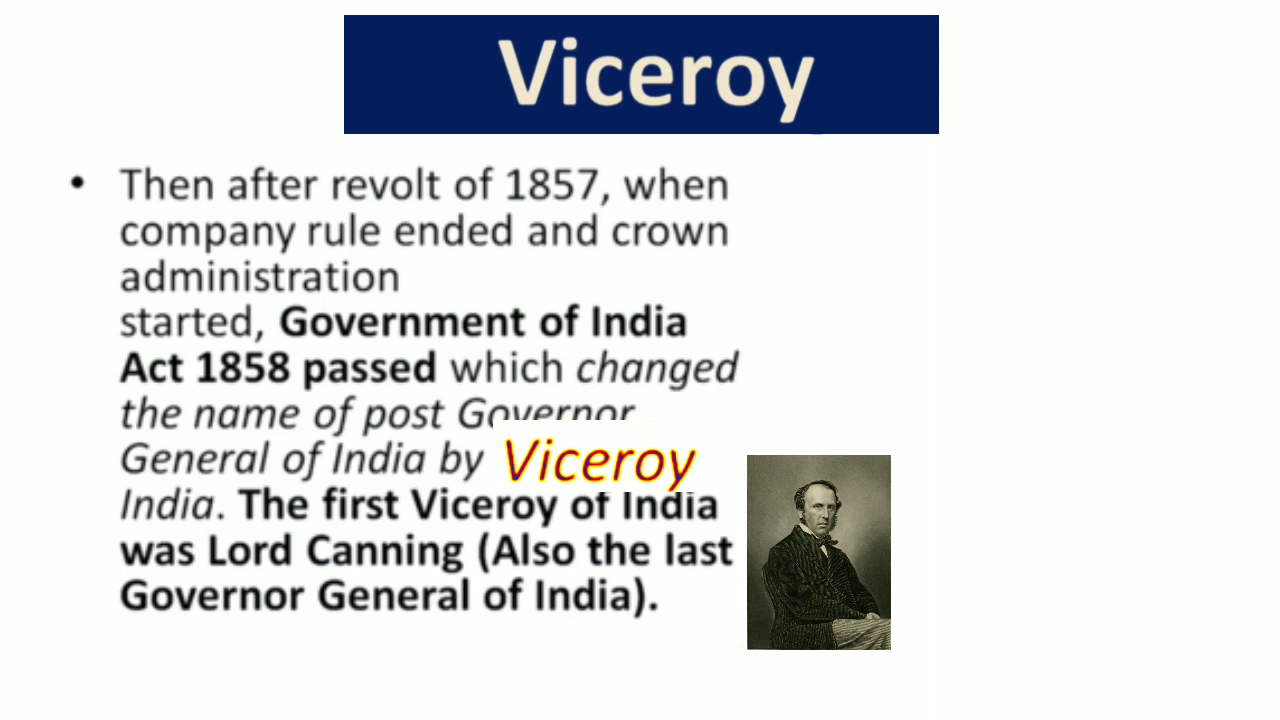 Viceroy
• Then after revolt of 1857, when
company rule ended and crown
administration
started, Government of India
Act 1858 passed which changed
the name of post Governor
General of India by Viceroy
India. The first Viceroy of India
was Lord Canning (Also the last
Governor General of India).